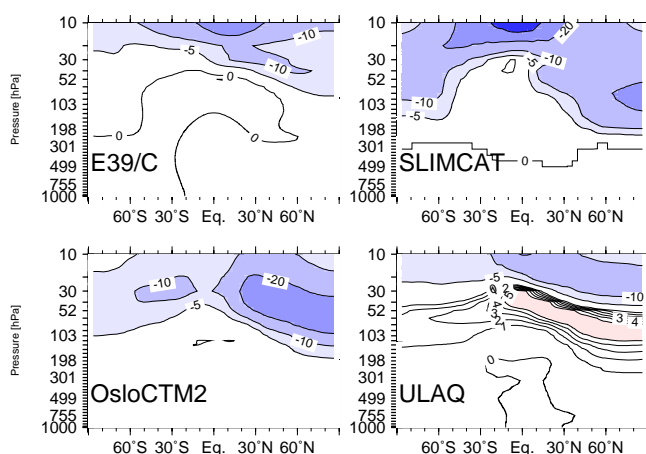 10 10
30 30
52 52
103 103
198 198
301 301
499 499
755 755
1000 1000
Pressure [hPa]
-5 -10 -10 0 0 0
E39/C
-20 -5 -10 -10 -5 0
SLIMCAT
60°S 30°S Eq. 30°N 60°N 60°S 30°S Eq. 30°N 60°N
10 10
30 30
52 52
103 103
198 198
301 301
499 499
755 755
1000 1000
Pressure [hPa]
-10 -20 -5 -10
OsloCTM2
-5 -10 3 4 0
ULAQ
60°S 30°S Eq. 30°N 60°N 60°S 30°S Eq. 30°N 60°N